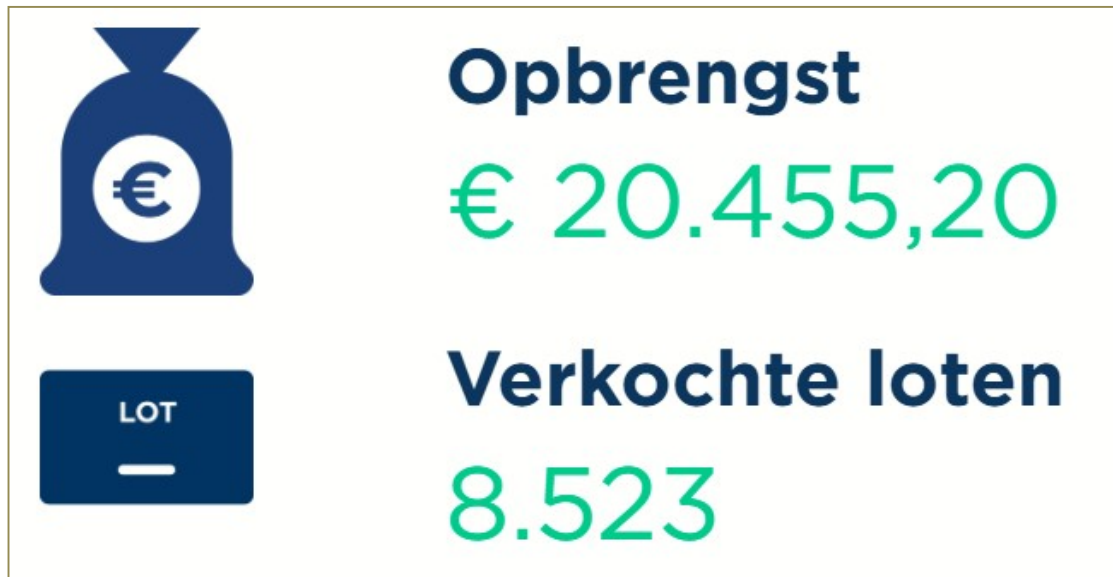 Opbrengst
€
€ 20.455,20
Verkochte loten
LOT
8.523